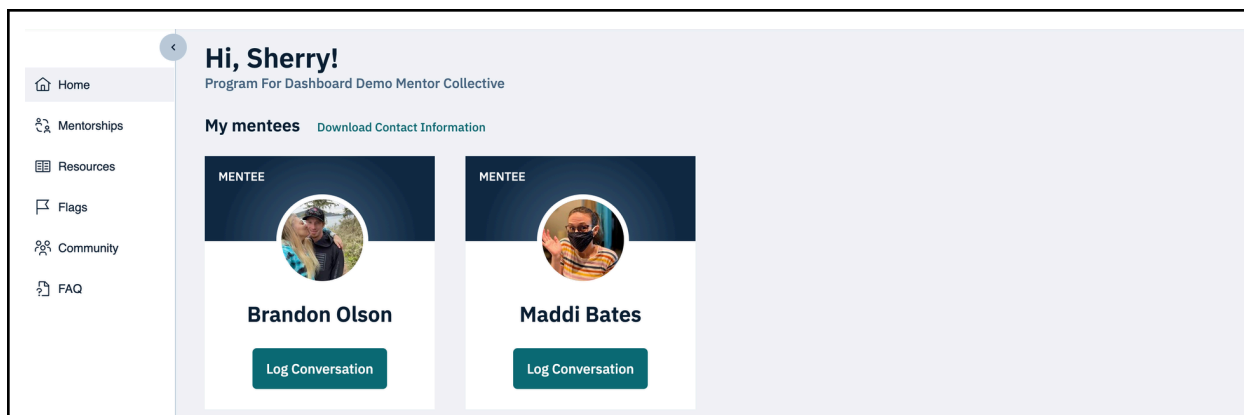 Hi, Sherry!
Program For Dashboard Demo Mentor Collective
Home
Mentorships
Resources
Flags
Community
FAQ
My mentees Download Contact Information
MENTEE
Brandon Olson
Log Conversation
MENTEE
Maddi Bates
Log Conversation